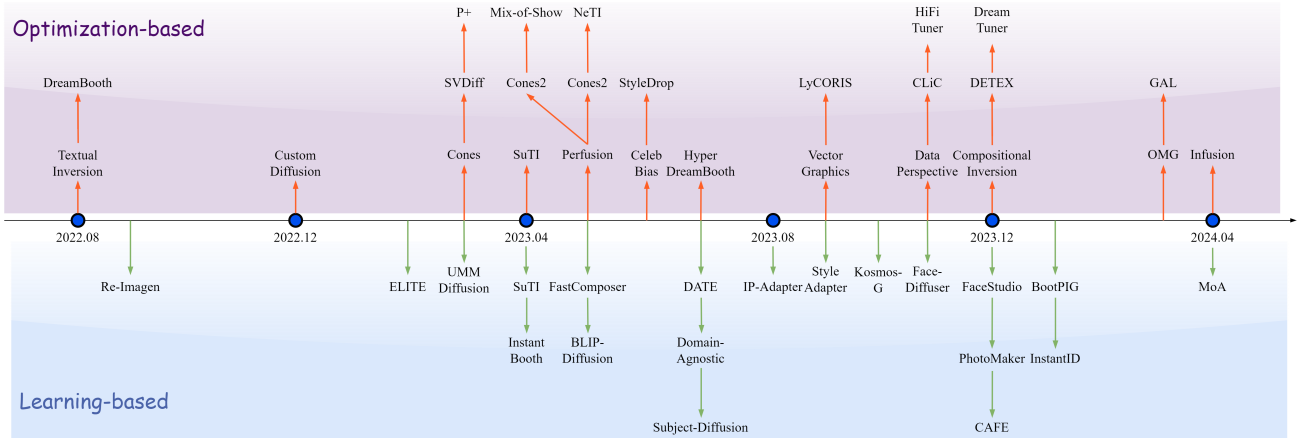 Optimization-based
P+
Mix-of-Show
NeTI
HiFi
Tuner
Dream
Tuner
DreamBooth
SVDiff
Cones2
Cones2
StyleDrop
LyCORIS
CLiC
DETEX
GAL
Textual
Inversion
Custom
Diffusion
Cones
SuTI
Perfusion
Celeb
Bias
Hyper
DreamBooth
Vector
Graphics
Data
Perspective
Compositional
Inversion
OMG
Infusion
2022.08
2022.12
2023.04
2023.08
2023.12
2024.04
Re-Imagen
ELITE
UMM
Diffusion
SuTI
FastComposer
DATE
IP-Adapter
Style
Adapter
Kosmos-
G
Face-
Diffuser
FaceStudio
BootPIG
MoA
Instant
Booth
BLIP-
Diffusion
Domain-
Agnostic
PhotoMaker
InstantID
Learning-based
Subject-Diffusion
CAFE